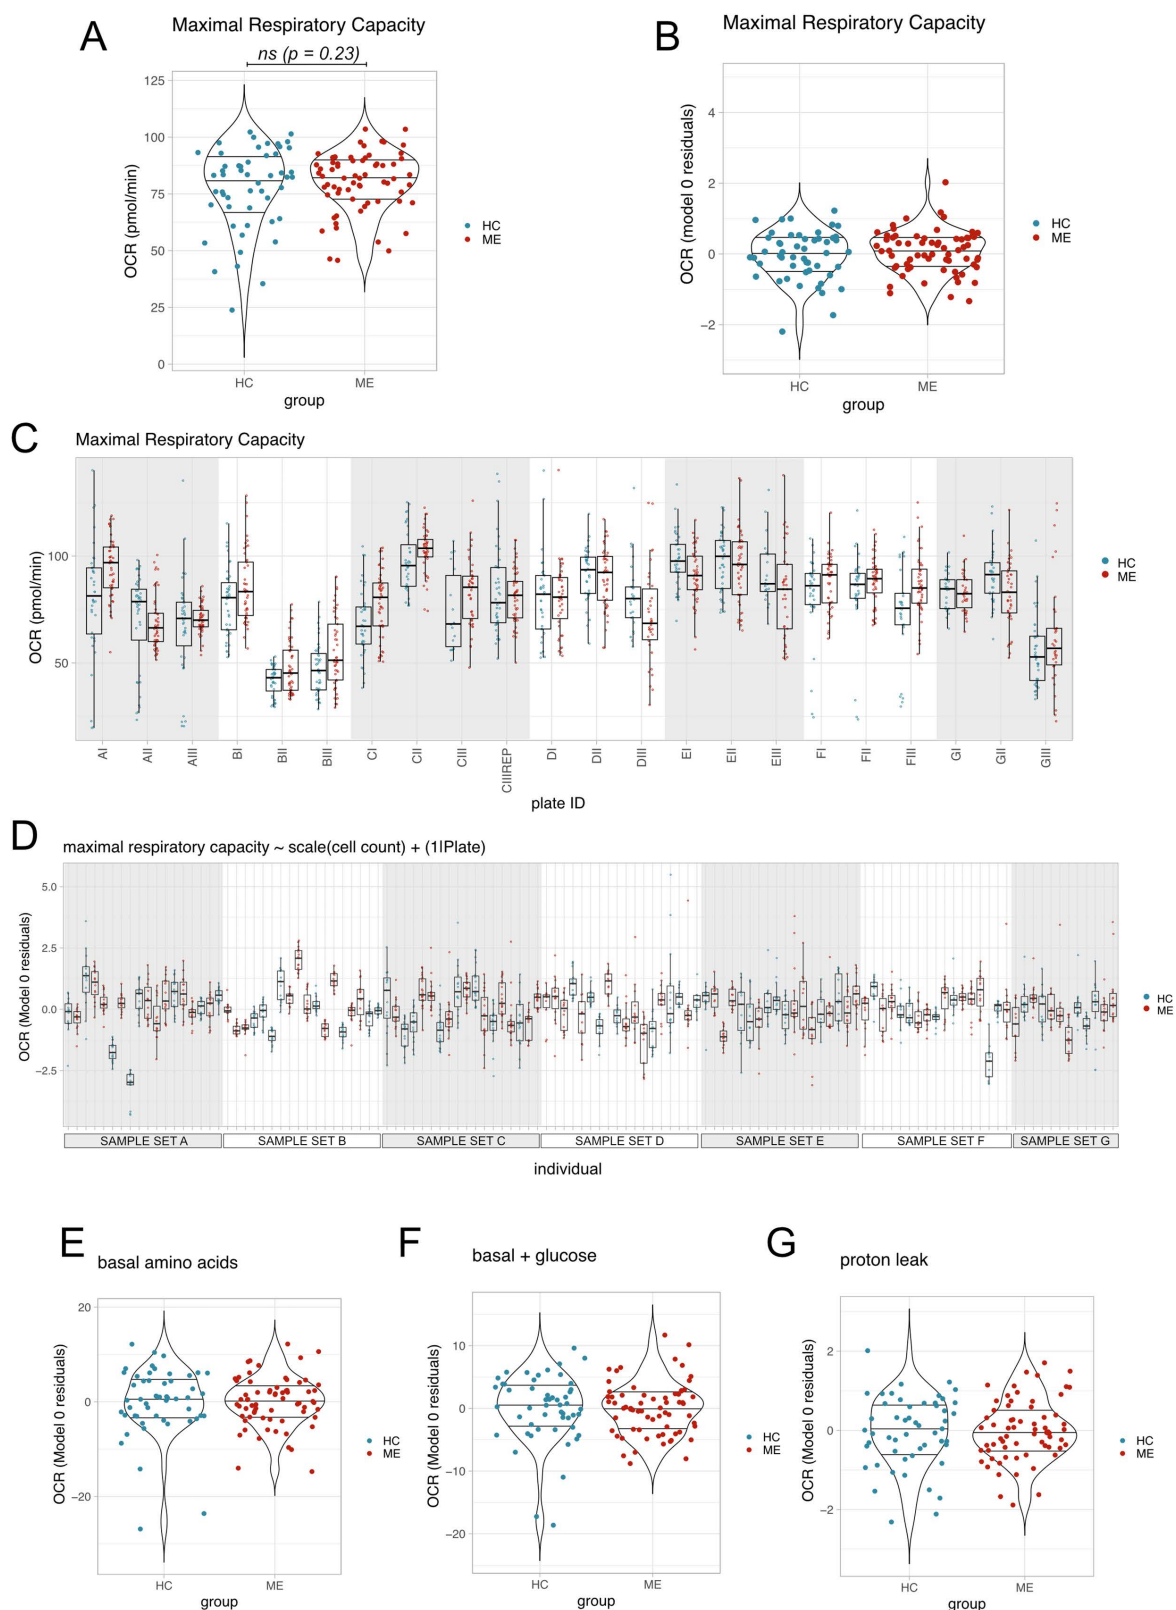 A
Maximal Respiratory Capacity
ns (p = 0.23)
OCR (pmol/min)
125
100
75
50
25
0
HC
ME
group
HC
ME
B
Maximal Respiratory Capacity
OCR (model 0 residuals)
4
2
0
−2
HC
ME
group
HC
ME
C
Maximal Respiratory Capacity
OCR (pmol/min)
100
50
AI
AII
AIII
BI
BII
BIII
CI
CII
CIII
CIIIREP
DI
DII
DIII
EI
EII
EIII
FI
FII
FIII
GI
GII
GIII
plate ID
HC
ME
D
maximal respiratory capacity ~ scale(cell count) + (1|Plate)
OCR (Model 0 residuals)
5.0
2.5
0.0
−2.5
SAMPLE SET A
SAMPLE SET B
SAMPLE SET C
SAMPLE SET D
SAMPLE SET E
SAMPLE SET F
SAMPLE SET G
individual
HC
ME
E
basal amino acids
OCR (Model 0 residuals)
20
0
−20
HC
ME
group
HC
ME
F
basal + glucose
OCR (Model 0 residuals)
10
0
−10
−20
HC
ME
group
HC
ME
G
proton leak
OCR (Model 0 residuals)
2
0
−2
HC
ME
group
HC
ME